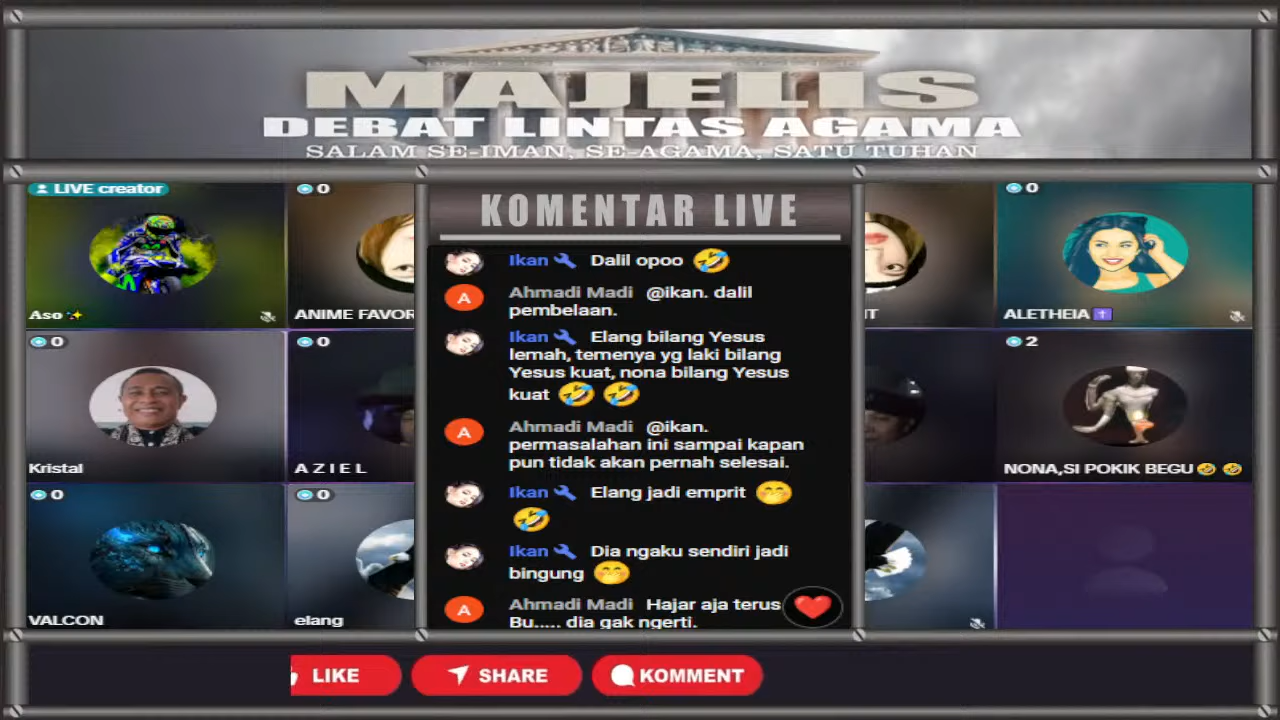 MAJELIS
DEBAT LINTAS AGAMA
SALAM SE-IMAN, SE-AGAMA, SATU TUHAN
LIVE creator
0
0
KOMENTAR LIVE
Aso
ANIME FAVOR
ALETHEIA
Ikan Dalil opoo 🤣
A
Ahmadi Madi @ikan. dalil
pembelaan.
Ikan Elang bilang Yesus
lemah, temenya yg laki bilang
Yesus kuat, nona bilang Yesus
kuat 🤣 🤣
0
0
2
Kristal
A Z I E L
NONA,SI POKIK BEGU 🤣 🤣
A
Ahmadi Madi @ikan.
permasalahan ini sampai kapan
pun tidak akan pernah selesai.
Ikan Elang jadi emprit 🤭
🤣
Ikan Dia ngaku sendiri jadi
bingung 🤭
A
Ahmadi Madi Hajar aja terus
Bu..... dia gak ngerti.
0
0
VALCON
elang
LIKE
SHARE
KOMMENT